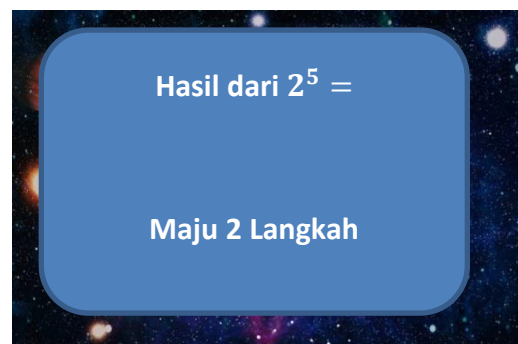 Hasil dari 2⁵ =
Maju 2 Langkah